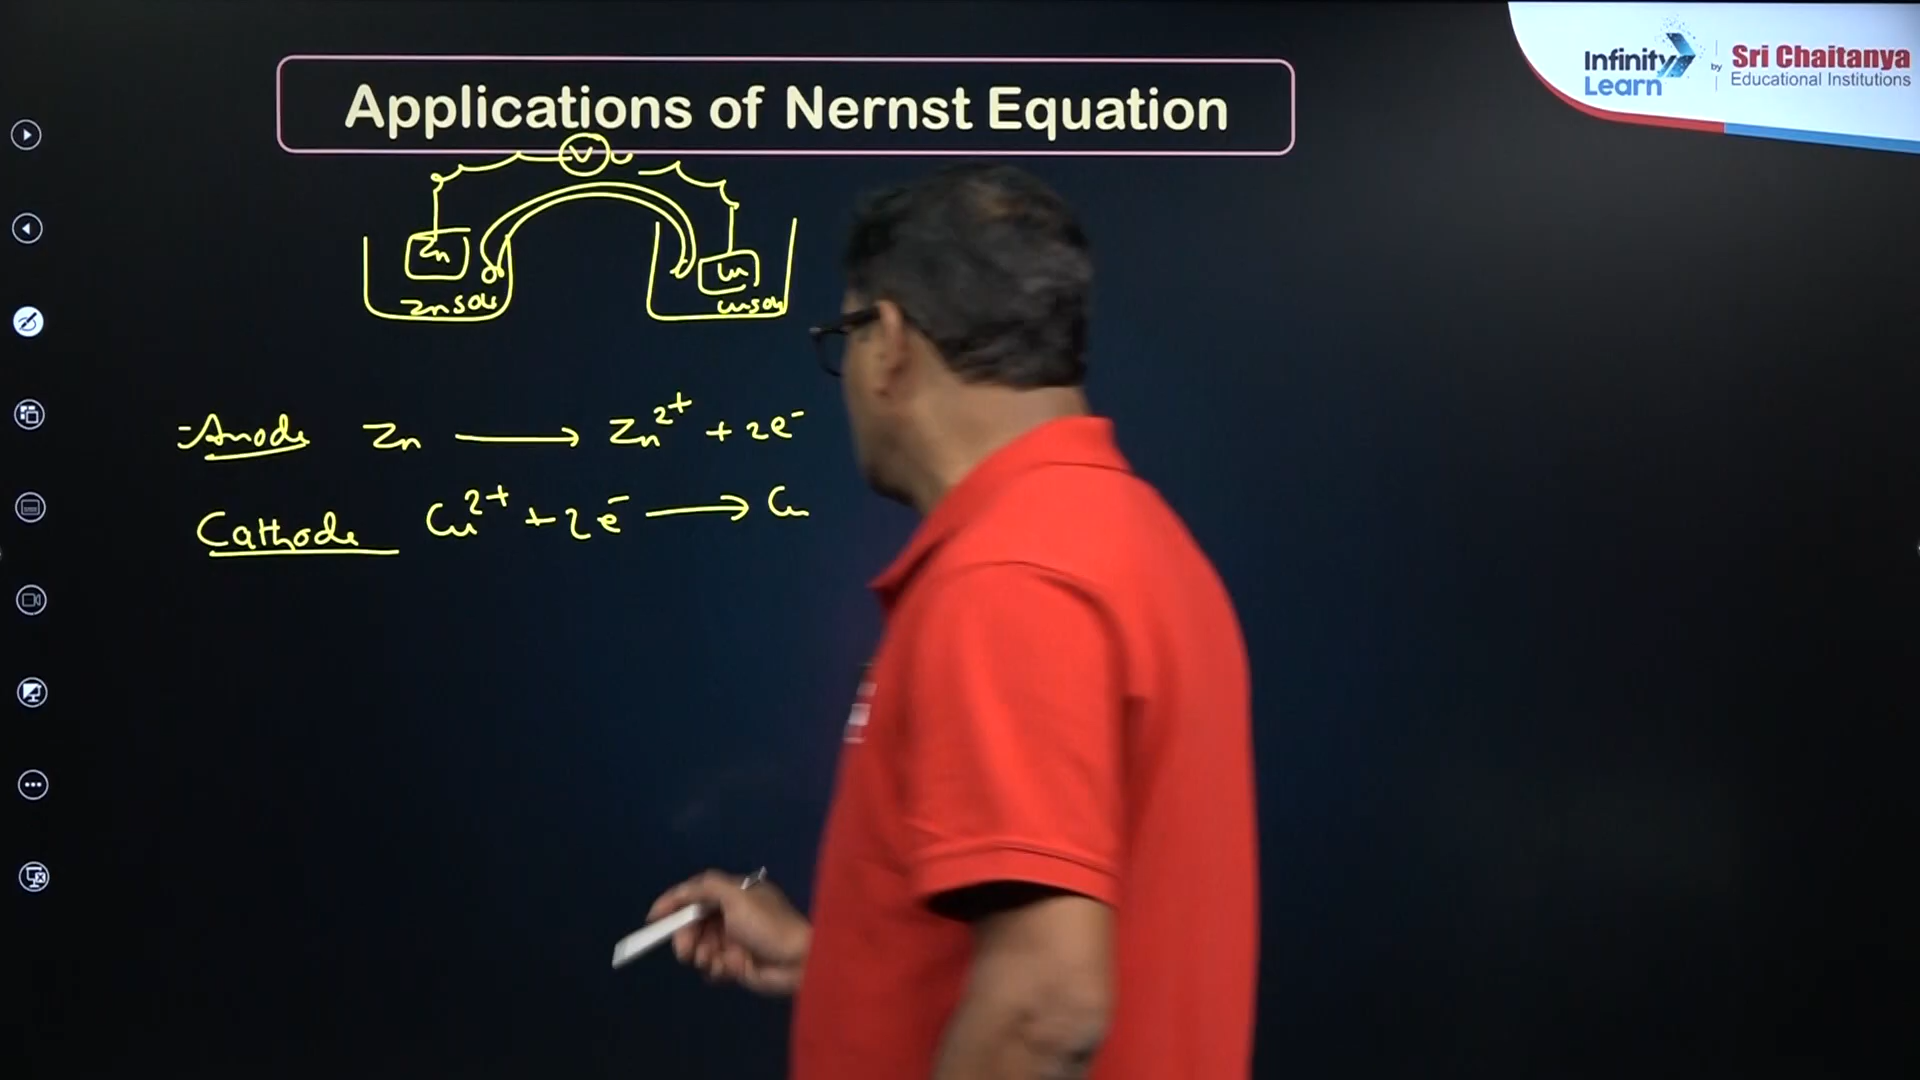 Infinity Learn by Sri Chaitanya Educational Institutions
Applications of Nernst Equation
V
Zn
Cu
ZnSO4
CuSO4
Anode Zn ⟶ Zn²⁺ + 2e⁻
Cathode Cu²⁺ + 2e⁻ ⟶ Cu